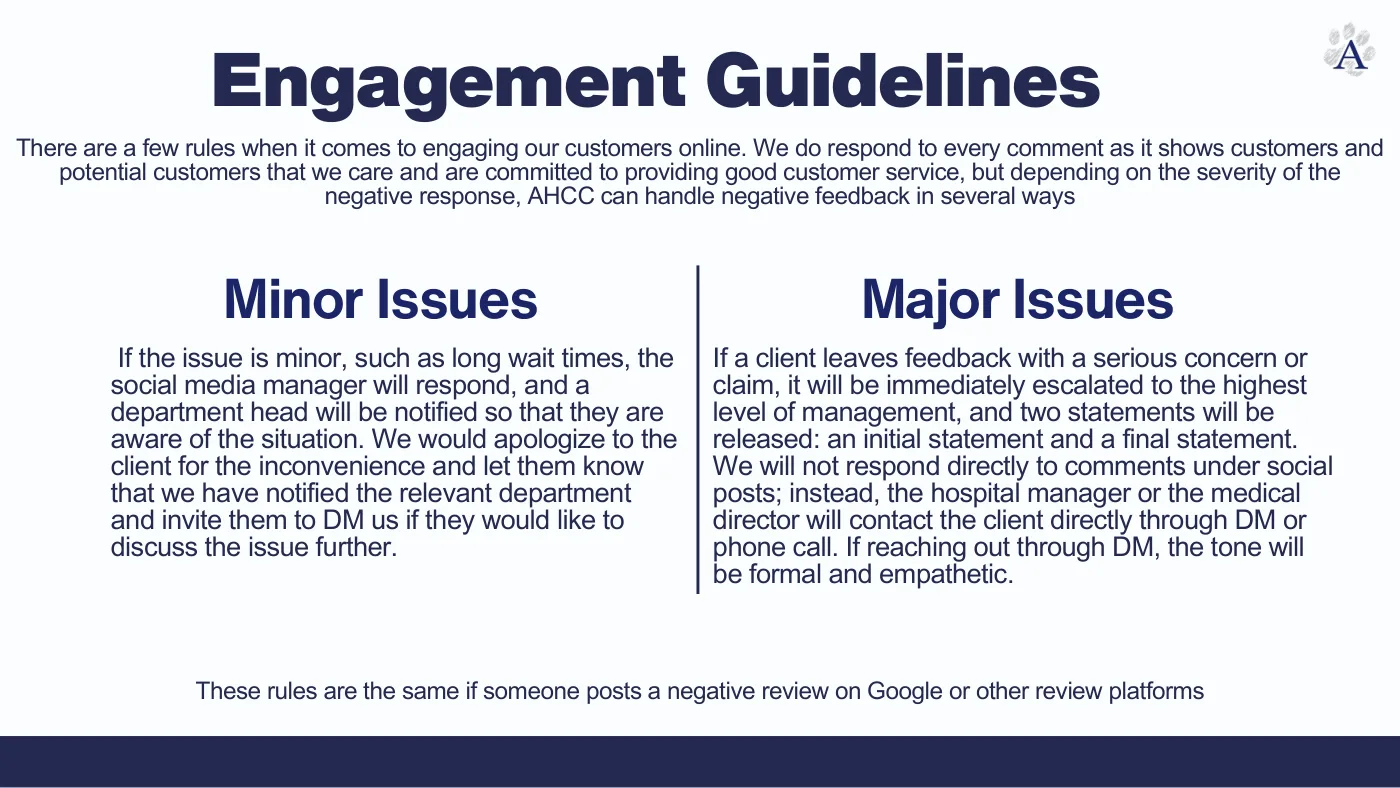 A
Engagement Guidelines
There are a few rules when it comes to engaging our customers online. We do respond to every comment as it shows customers and
potential customers that we care and are committed to providing good customer service, but depending on the severity of the
negative response, AHCC can handle negative feedback in several ways
Minor Issues
If the issue is minor, such as long wait times, the
social media manager will respond, and a
department head will be notified so that they are
aware of the situation. We would apologize to the
client for the inconvenience and let them know
that we have notified the relevant department
and invite them to DM us if they would like to
discuss the issue further.
Major Issues
If a client leaves feedback with a serious concern or
claim, it will be immediately escalated to the highest
level of management, and two statements will be
released: an initial statement and a final statement.
We will not respond directly to comments under social
posts; instead, the hospital manager or the medical
director will contact the client directly through DM or
phone call. If reaching out through DM, the tone will
be formal and empathetic.
These rules are the same if someone posts a negative review on Google or other review platforms